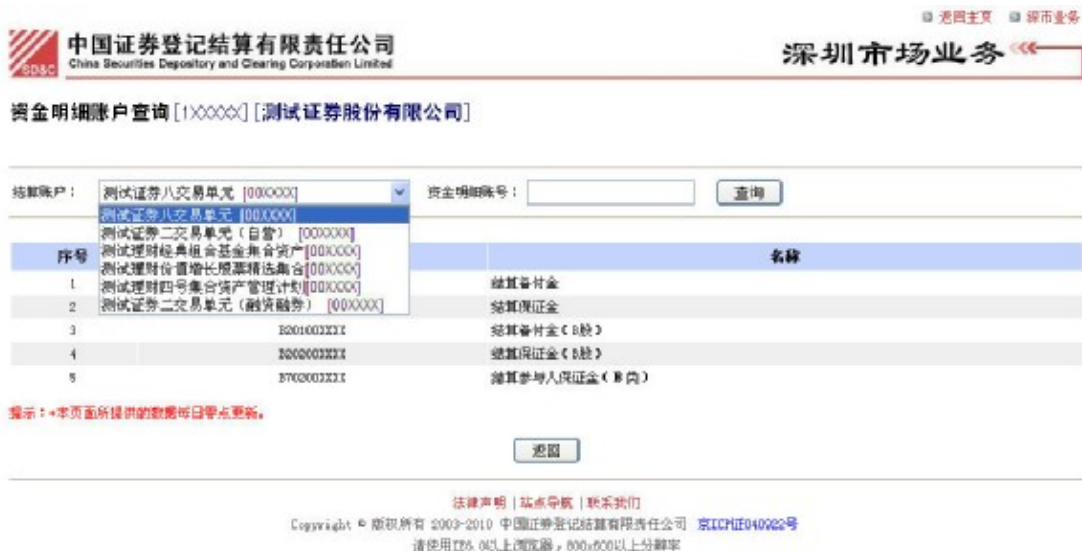 返回主页 深市业务
中国证券登记结算有限责任公司
China Securities Depository and Clearing Corporation Limited
SD&C
深圳市场业务
资金明细账户查询[1XXXXX][测试证券股份有限公司]
结算账户： 测试证券八交易单元 [00XXXX] 资金明细账号： 查询
测试证券八交易单元 [00XXXX]
测试证券二交易单元（自营） [00XXXX]
测试理财经典组合基金集合资产[00XXXX]
测试理财价值增长股票精选集合[00XXXX]
测试理财四号集合资产管理计划[00XXXX]
测试证券二交易单元（融资融券） [00XXXX]
序号 名称
1 结算备付金
2 结算保证金
3 B201003XXX 结算备付金（B股）
4 B202003XXX 结算保证金（B股）
5 B702003XXX 结算参与人保证金（B类）
提示：*本页面所提供的数据每日零点更新。
返回
法律声明 | 站点导航 | 联系我们
Copyright © 版权所有 2003-2010 中国证券登记结算有限责任公司 京ICP证040922号
请使用IE6.0以上浏览器，800x600以上分辨率